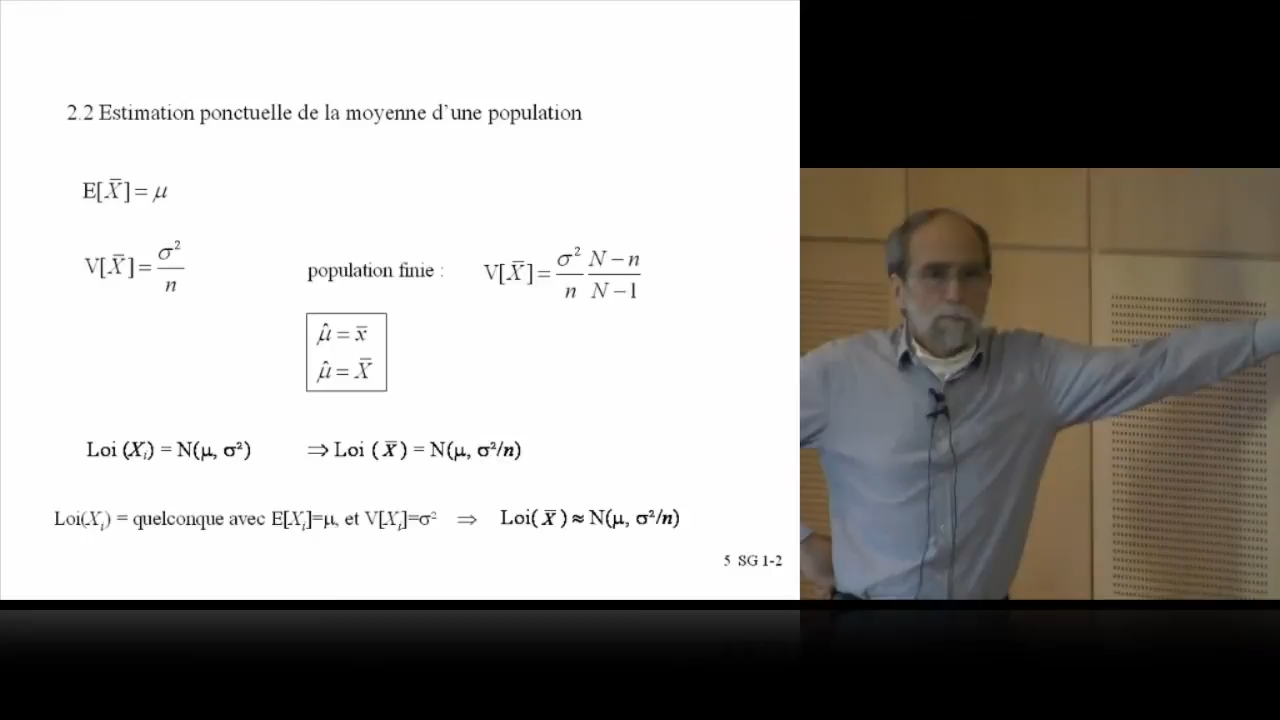 2.2 Estimation ponctuelle de la moyenne d'une population
E[X̄] = μ
V[X̄] = σ²/n population finie : V[X̄] = σ²/n N−n/N−1
μ̂ = x̄
μ̂ = X̄
Loi (Xᵢ) = N(μ, σ²) ⇒ Loi ( X̄ ) = N(μ, σ²/n)
Loi(Xᵢ) = quelconque avec E[Xᵢ]=μ, et V[Xᵢ]=σ² ⇒ Loi( X̄ ) ≈ N(μ, σ²/n)
5 SG 1-2